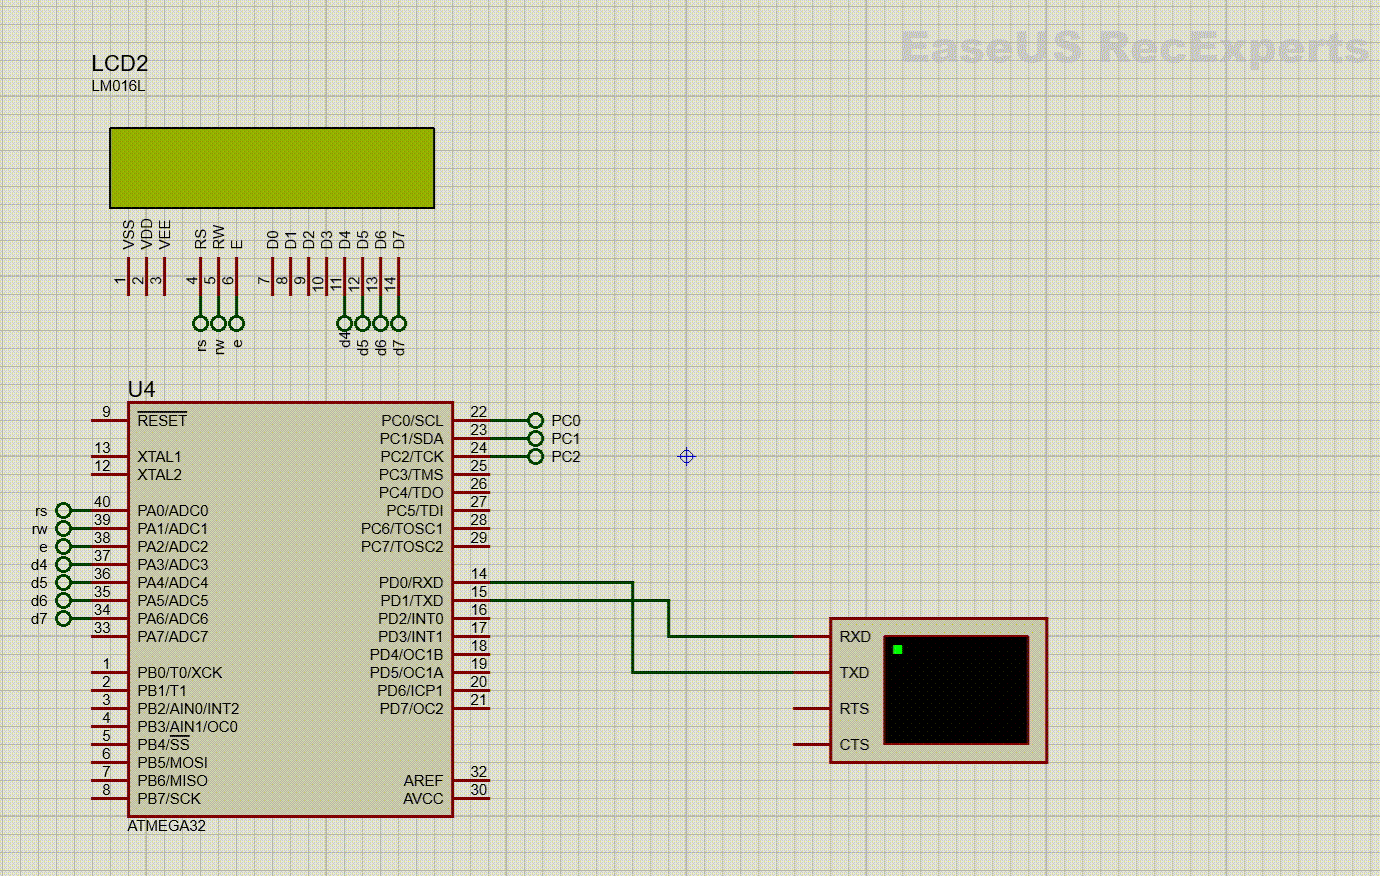 EaseUS RecExperts
LCD2
LM016L
VSS VDD VEE RS RW E D0 D1 D2 D3 D4 D5 D6 D7
1 2 3 4 5 6 7 8 9 10 11 12 13 14
rs rw e d4 d5 d6 d7
U4
9 RESET PC0/SCL 22 PC0
PC1/SDA 23 PC1
13 XTAL1 PC2/TCK 24 PC2
12 XTAL2 PC3/TMS 25
PC4/TDO 26
rs 40 PA0/ADC0 PC5/TDI 27
rw 39 PA1/ADC1 PC6/TOSC1 28
e 38 PA2/ADC2 PC7/TOSC2 29
d4 37 PA3/ADC3
d5 36 PA4/ADC4 PD0/RXD 14
d6 35 PA5/ADC5 PD1/TXD 15
d7 34 PA6/ADC6 PD2/INT0 16
33 PA7/ADC7 PD3/INT1 17 RXD
PD4/OC1B 18
1 PB0/T0/XCK PD5/OC1A 19 TXD
2 PB1/T1 PD6/ICP1 20
3 PB2/AIN0/INT2 PD7/OC2 21 RTS
4 PB3/AIN1/OC0
5 PB4/SS CTS
6 PB5/MOSI
7 PB6/MISO AREF 32
8 PB7/SCK AVCC 30
ATMEGA32